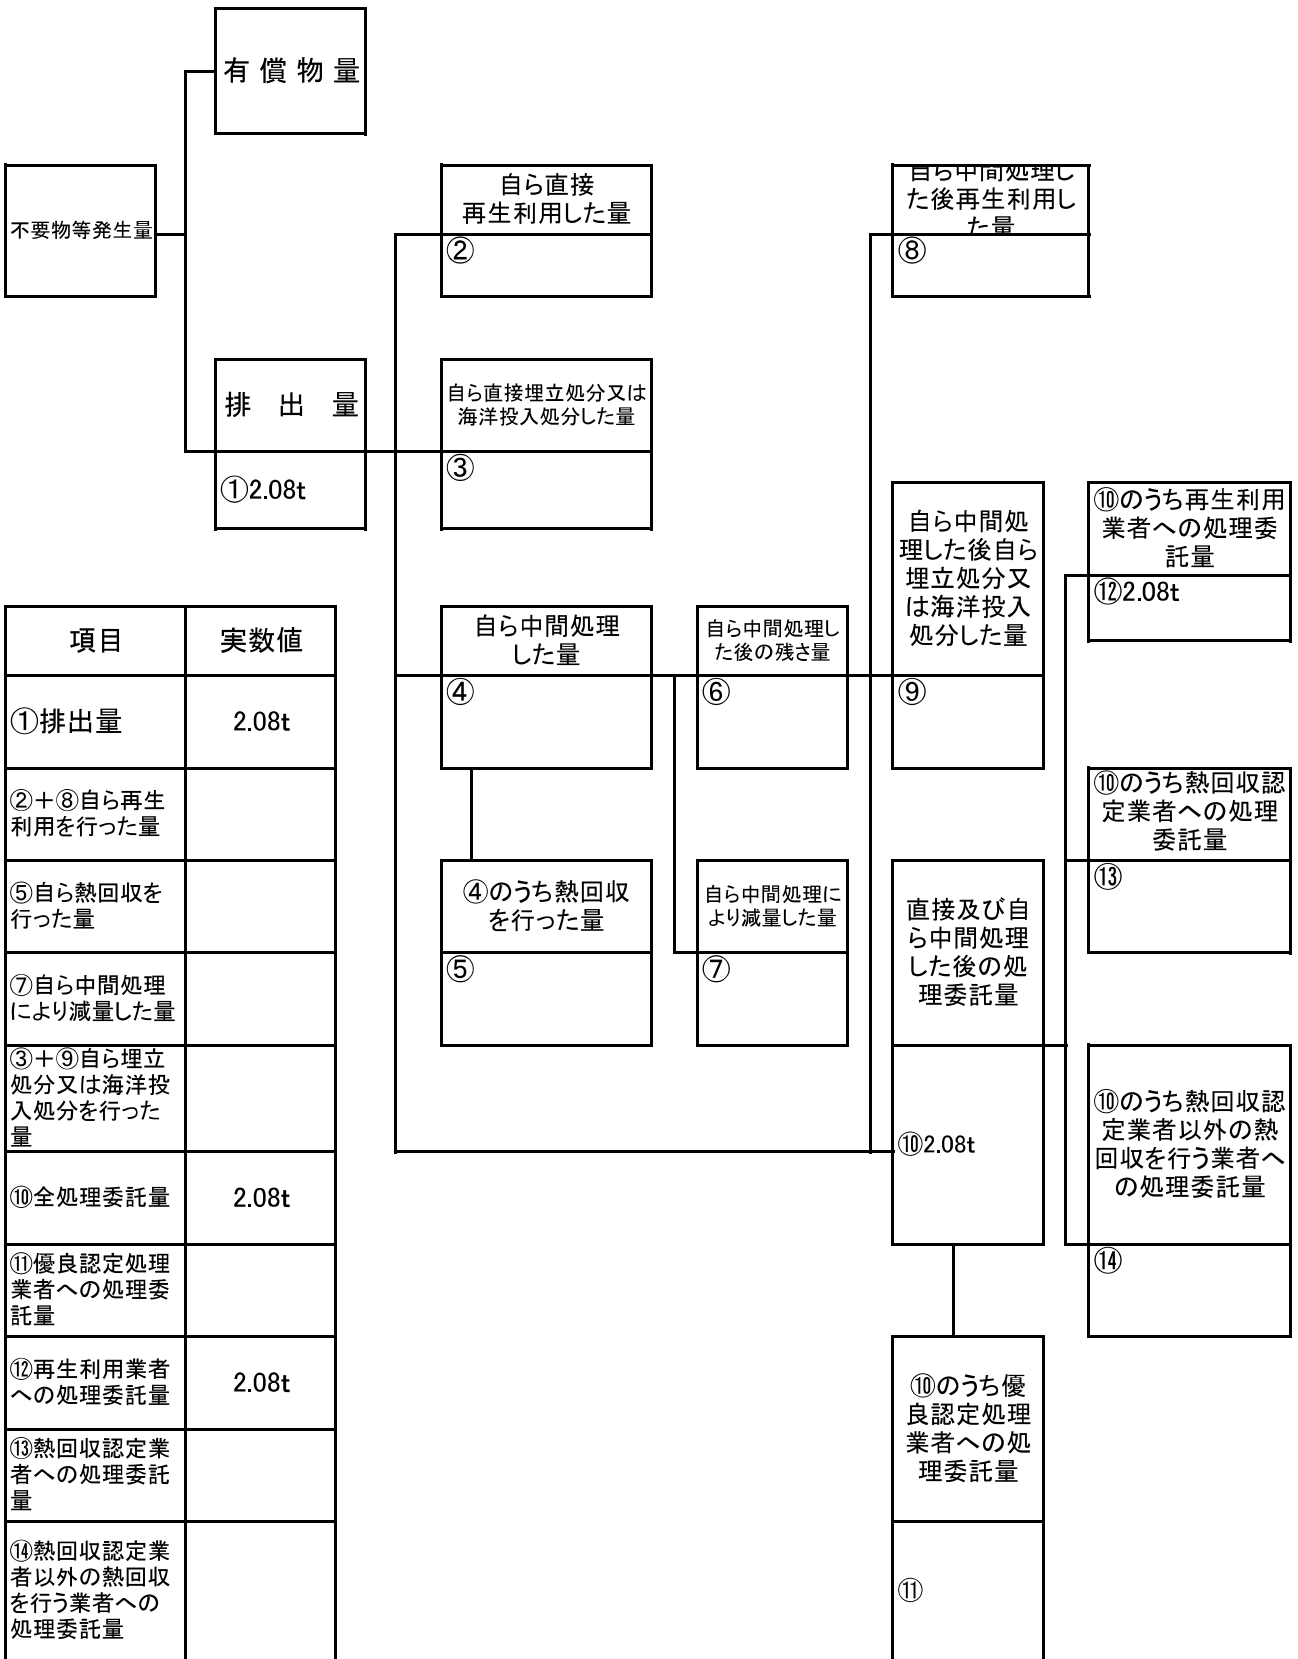 有償物量
不要物等発生量
自ら直接
再生利用した量
②
自ら中間処理し
た後再生利用し
た量
⑧
排出量
①2.08t
自ら直接埋立処分又は
海洋投入処分した量
③
自ら中間処
理した後自ら
埋立処分又
は海洋投入
処分した量
⑨
⑩のうち再生利用
業者への処理委
託量
⑫2.08t
自ら中間処理
した量
④
自ら中間処理し
た後の残さ量
⑥
⑩のうち熱回収認
定業者への処理
委託量
⑬
④のうち熱回収
を行った量
⑤
自ら中間処理に
より減量した量
⑦
直接及び自
ら中間処理
した後の処
理委託量
⑩2.08t
⑩のうち熱回収認
定業者以外の熱
回収を行う業者へ
の処理委託量
⑭
⑩のうち優
良認定処理
業者への処
理委託量
⑪
項目 実数値
①排出量 2.08t
②＋⑧自ら再生
利用を行った量
⑤自ら熱回収を
行った量
⑦自ら中間処理
により減量した量
③＋⑨自ら埋立
処分又は海洋投
入処分を行った
量
⑩全処理委託量 2.08t
⑪優良認定処理
業者への処理委
託量
⑫再生利用業者
への処理委託量 2.08t
⑬熱回収認定業
者への処理委託
量
⑭熱回収認定業
者以外の熱回収
を行う業者への
処理委託量